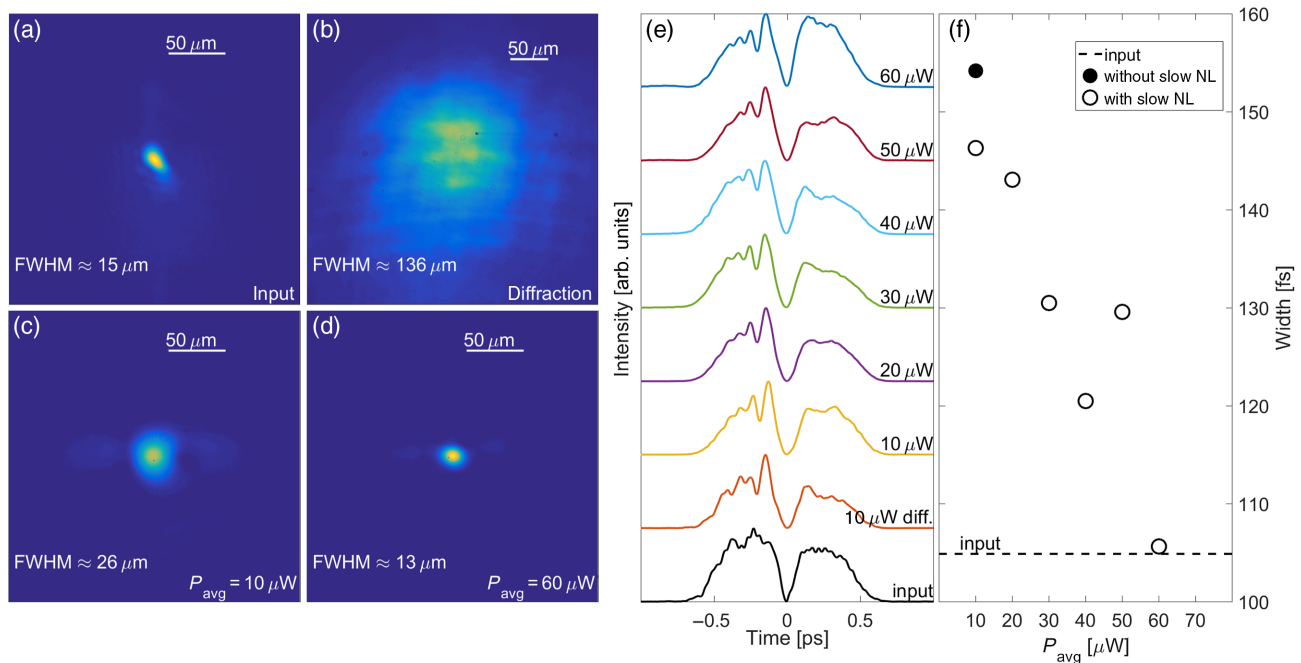 (a)
50 μm
FWHM ≈ 15 μm
Input
(b)
50 μm
FWHM ≈ 136 μm
Diffraction
(c)
50 μm
FWHM ≈ 26 μm
Pavg = 10 μW
(d)
50 μm
FWHM ≈ 13 μm
Pavg = 60 μW
(e)
Intensity [arb. units]
60 μW
50 μW
40 μW
30 μW
20 μW
10 μW
10 μW diff.
input
−0.5 0 0.5
Time [ps]
(f)
input
without slow NL
with slow NL
input
160
150
140
130
120
110
100
Width [fs]
10 20 30 40 50 60 70
Pavg [μW]